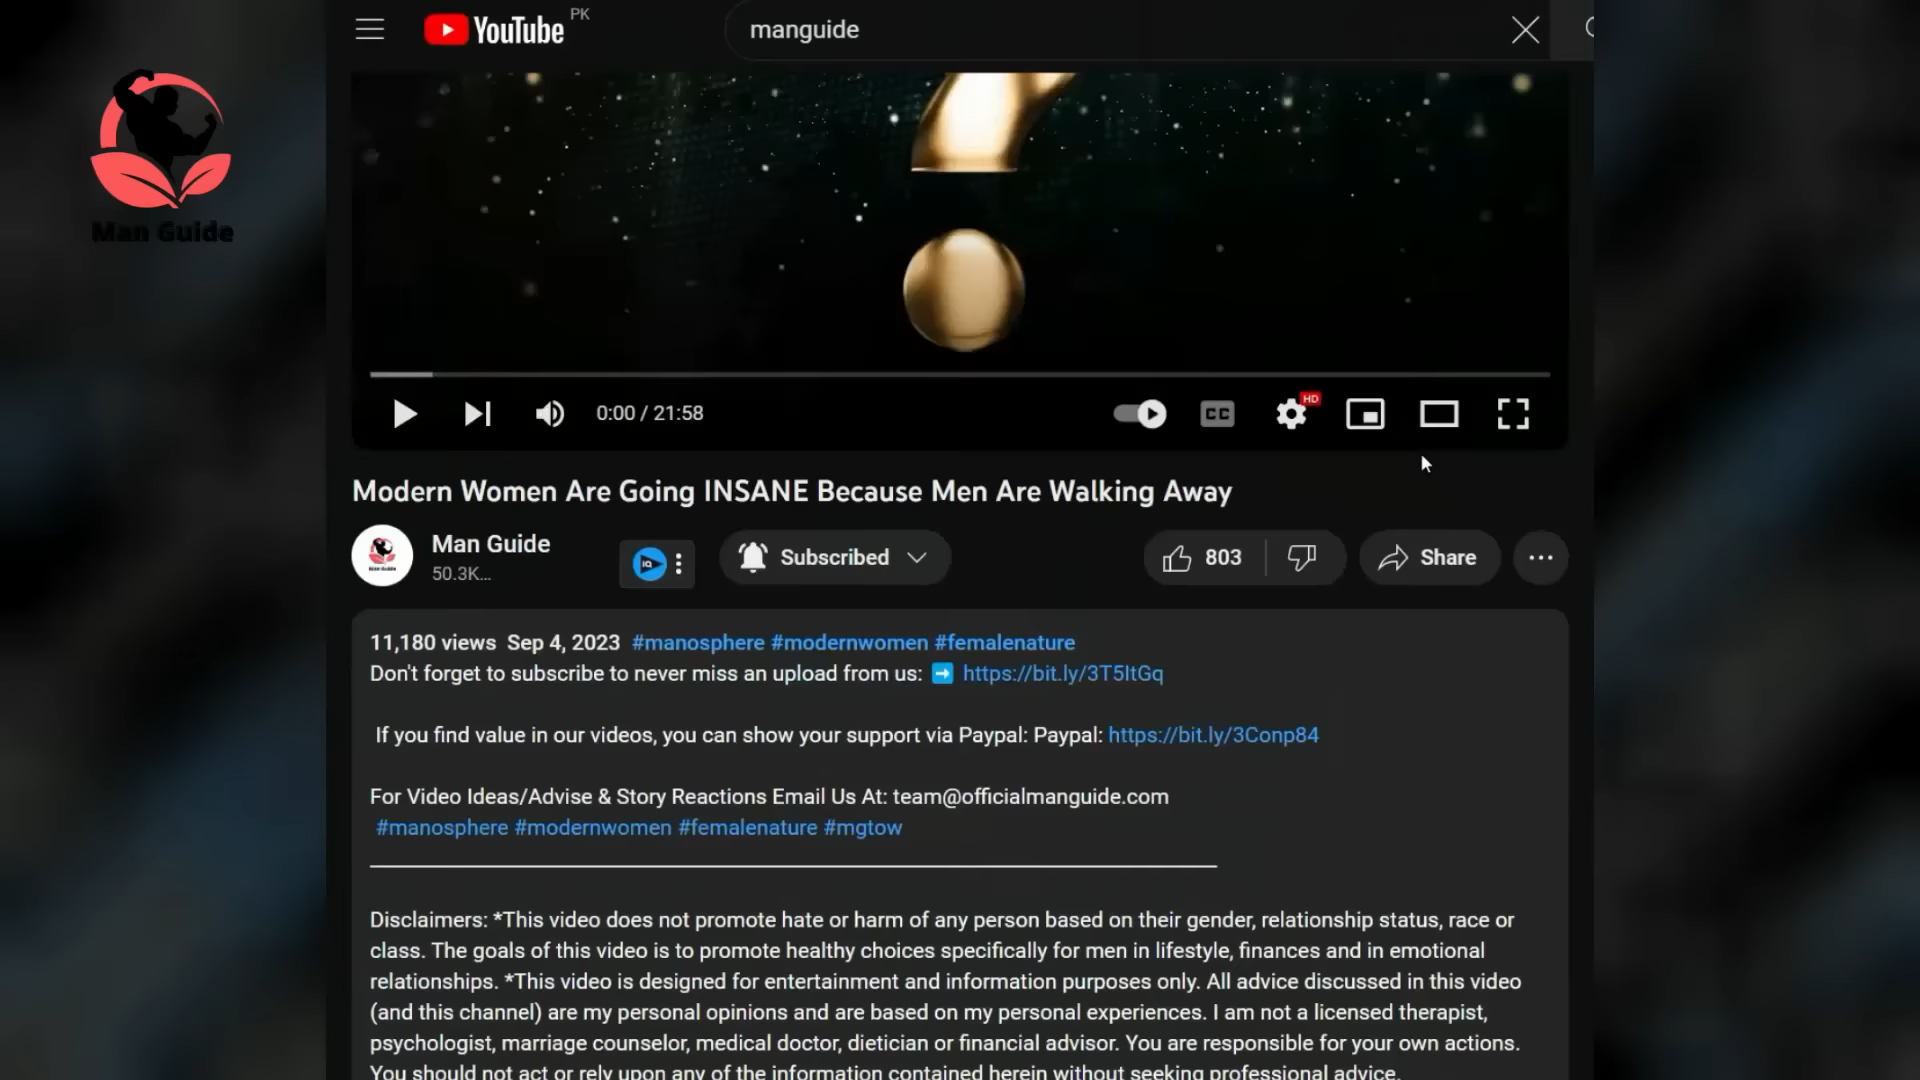 YouTube PK
manguide
Man Guide
CC
HD
0:00 / 21:58
Modern Women Are Going INSANE Because Men Are Walking Away
Man Guide
50.3K...
IQ
Subscribed
803
Share
11,180 views Sep 4, 2023 #manosphere #modernwomen #femalenature
Don't forget to subscribe to never miss an upload from us: ➡ https://bit.ly/3T5ItGq
If you find value in our videos, you can show your support via Paypal: Paypal: https://bit.ly/3Conp84
For Video Ideas/Advise & Story Reactions Email Us At: team@officialmanguide.com
#manosphere #modernwomen #femalenature #mgtow
Disclaimers: *This video does not promote hate or harm of any person based on their gender, relationship status, race or
class. The goals of this video is to promote healthy choices specifically for men in lifestyle, finances and in emotional
relationships. *This video is designed for entertainment and information purposes only. All advice discussed in this video
(and this channel) are my personal opinions and are based on my personal experiences. I am not a licensed therapist,
psychologist, marriage counselor, medical doctor, dietician or financial advisor. You are responsible for your own actions.
You should not act or rely upon any of the information contained herein without seeking professional advice.